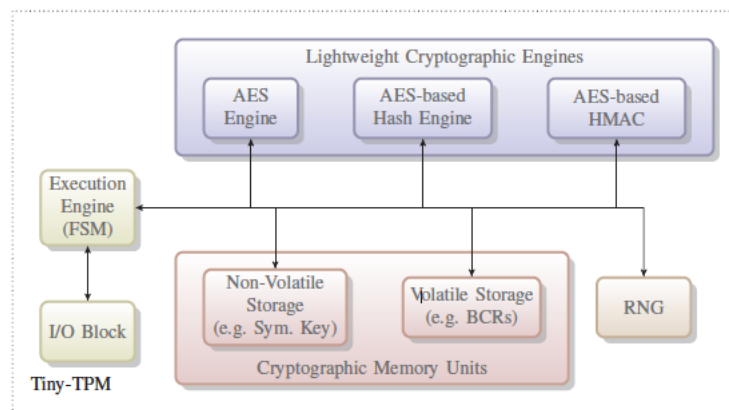 Lightweight Cryptographic Engines
AES
Engine
AES-based
Hash Engine
AES-based
HMAC
Execution
Engine
(FSM)
Non-Volatile
Storage
(e.g. Sym. Key)
Volatile Storage
(e.g. BCRs)
RNG
I/O Block
Cryptographic Memory Units
Tiny-TPM